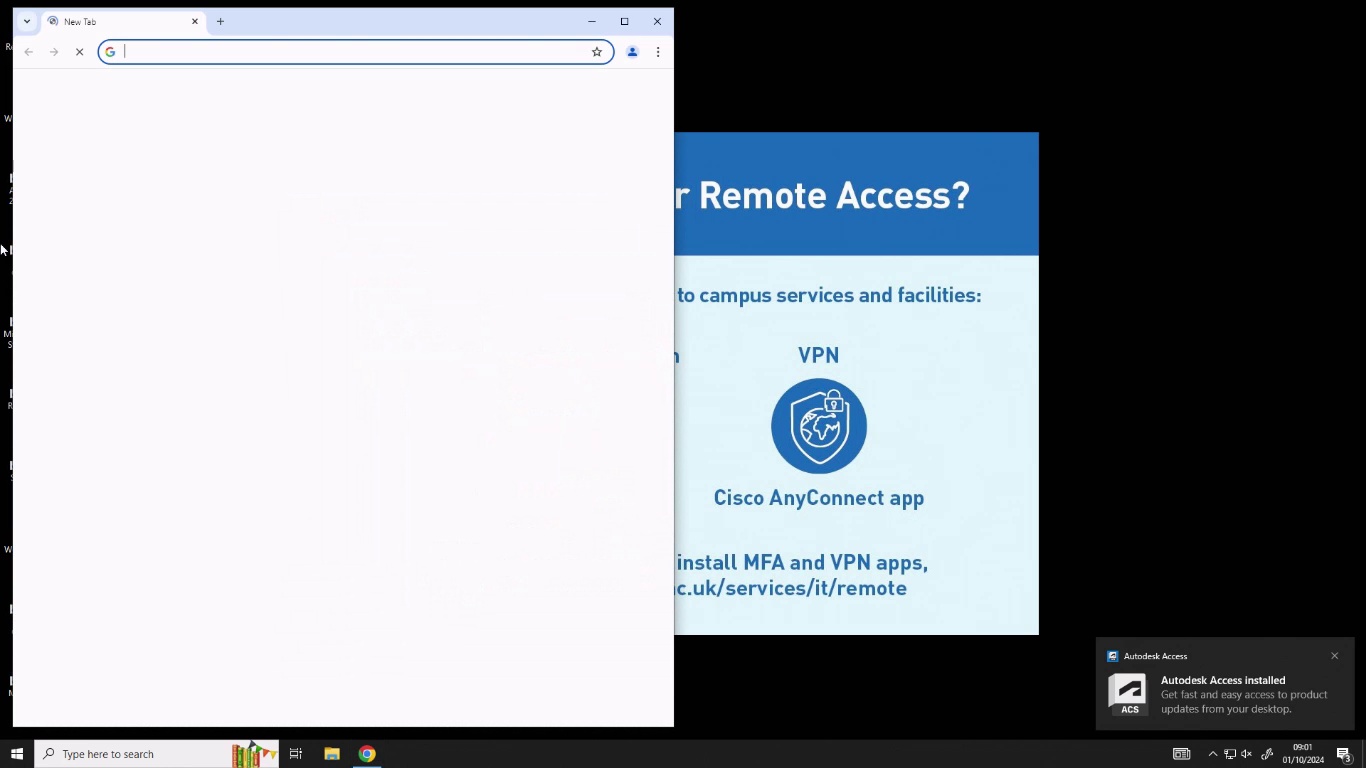 New Tab
r Remote Access?
to campus services and facilities:
VPN
Cisco AnyConnect app
install MFA and VPN apps,
c.uk/services/it/remote
Autodesk Access
Autodesk Access installed
Get fast and easy access to product
updates from your desktop.
ACS
Type here to search
09:01
01/10/2024
3